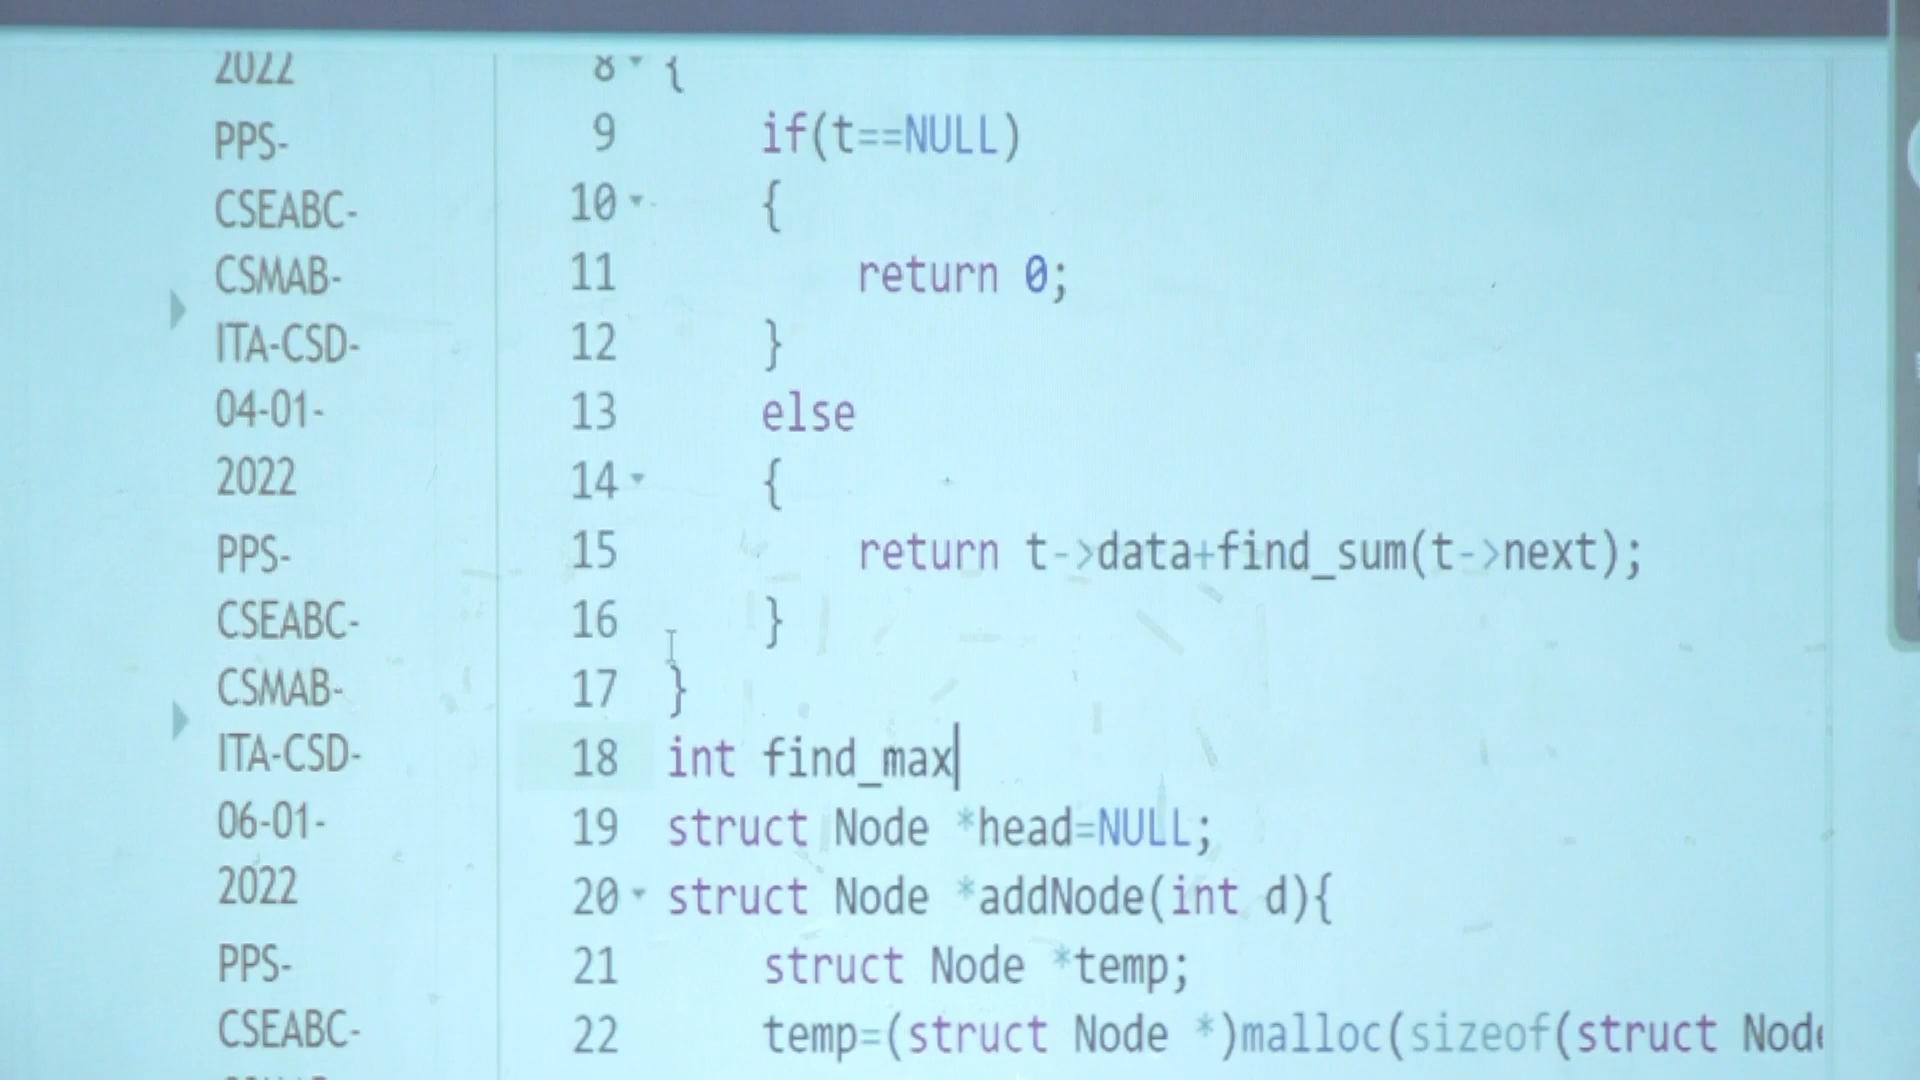 2022
PPS-
CSEABC-
CSMAB-
ITA-CSD-
04-01-
2022
PPS-
CSEABC-
CSMAB-
ITA-CSD-
06-01-
2022
PPS-
CSEABC-
8 {
9 if(t==NULL)
10 {
11 return 0;
12 }
13 else
14 {
15 return t->data+find_sum(t->next);
16 }
17 }
18 int find_max
19 struct Node *head=NULL;
20 struct Node *addNode(int d){
21 struct Node *temp;
22 temp=(struct Node *)malloc(sizeof(struct Node